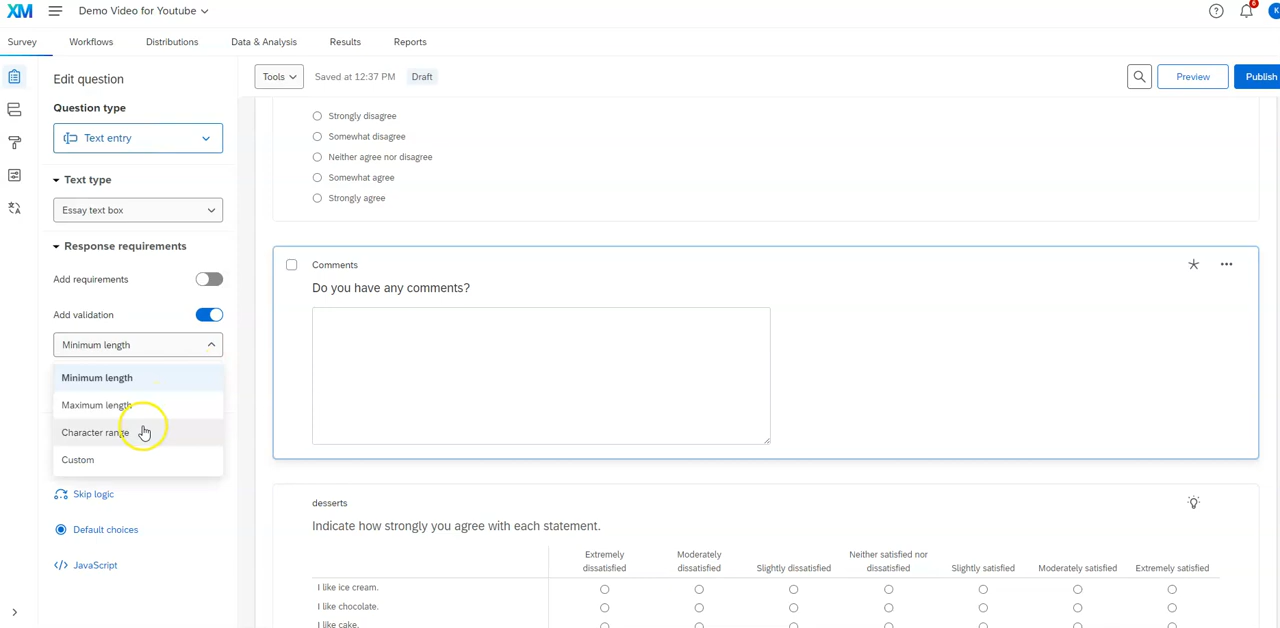 XM
Demo Video for Youtube
6
K
Survey
Workflows
Distributions
Data & Analysis
Results
Reports
Edit question
Question type
Text entry
Text type
Essay text box
Response requirements
Add requirements
Add validation
Minimum length
Minimum length
Maximum length
Character range
Custom
Skip logic
Default choices
JavaScript
Tools
Saved at 12:37 PM
Draft
Preview
Publish
Strongly disagree
Somewhat disagree
Neither agree nor disagree
Somewhat agree
Strongly agree
Comments
Do you have any comments?
desserts
Indicate how strongly you agree with each statement.
Extremely dissatisfied
Moderately dissatisfied
Slightly dissatisfied
Neither satisfied nor dissatisfied
Slightly satisfied
Moderately satisfied
Extremely satisfied
I like ice cream.
I like chocolate.
I like cake.